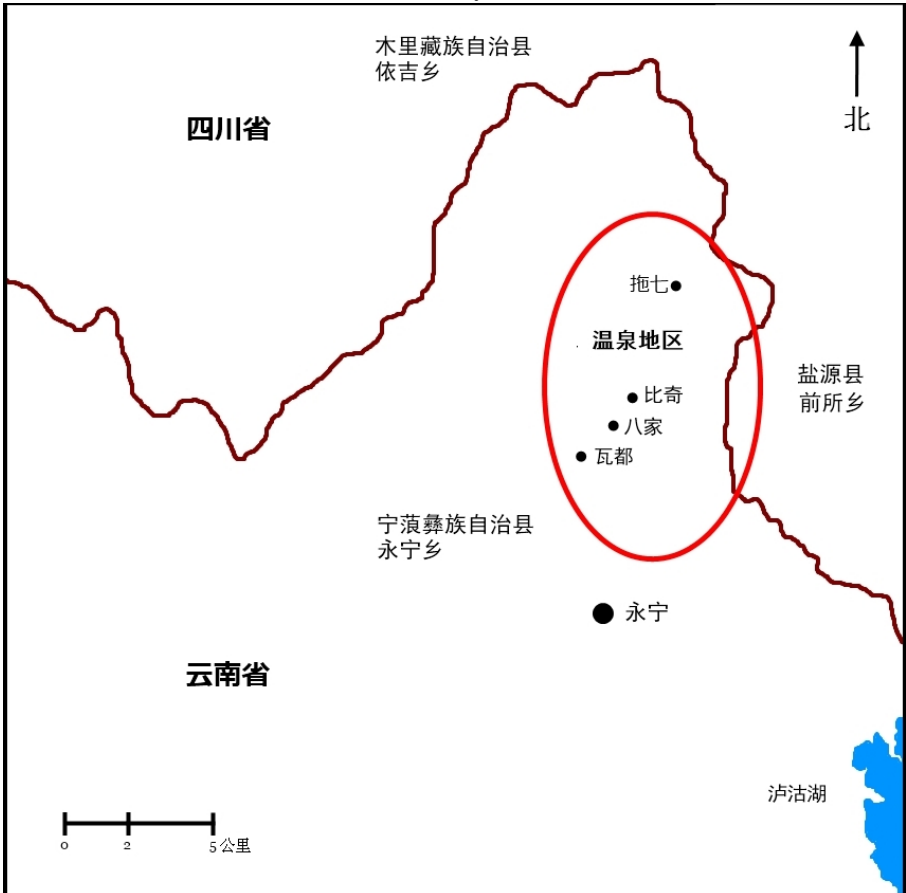 木里藏族自治县
依吉乡
四川省
北
拖七
温泉地区
盐源县
前所乡
比奇
八家
瓦都
宁蒗彝族自治县
永宁乡
永宁
云南省
泸沽湖
0 2 5 公里